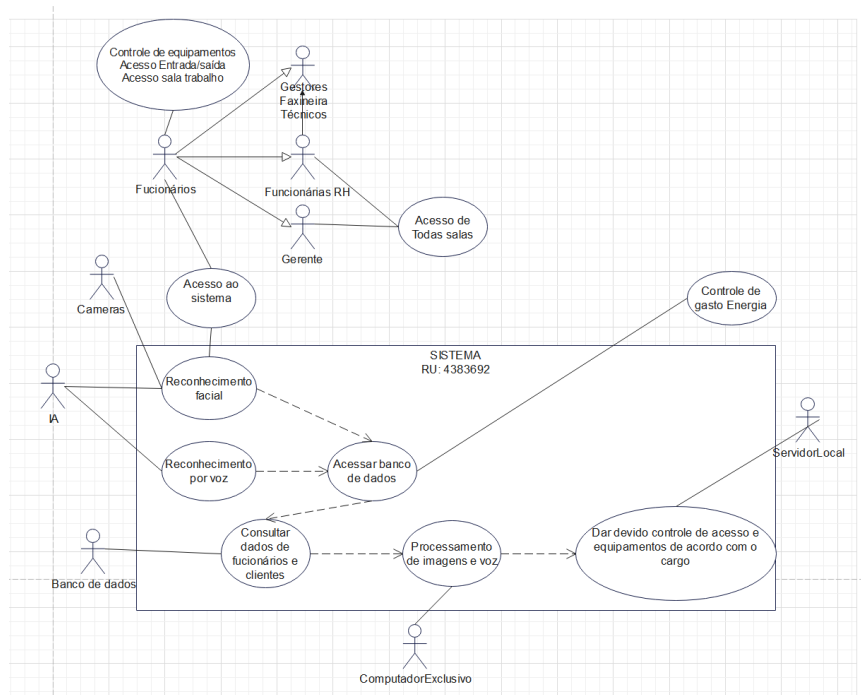 Controle de equipamentos
Acesso Entrada/saída
Acesso sala trabalho
Gestores
Faxineira
Técnicos
Fucionários
Funcionárias RH
Gerente
Acesso de
Todas salas
Cameras
Acesso ao
sistema
Controle de
gasto Energia
SISTEMA
RU: 4383692
IA
Reconhecimento
facial
ServidorLocal
Reconhecimento
por voz
Acessar banco
de dados
Banco de dados
Consultar
dados de
fucionários e
clientes
Processamento
de imagens e voz
Dar devido controle de acesso e
equipamentos de acordo com o
cargo
ComputadorExclusivo